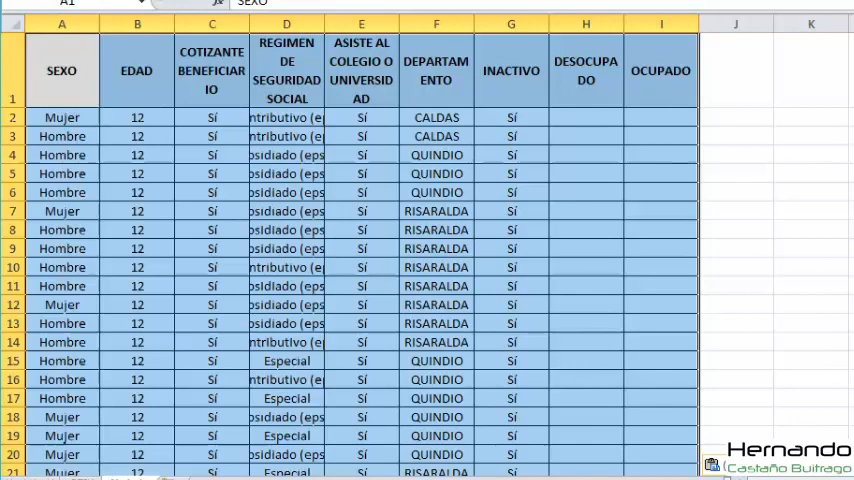 A1 SEXO
A B C D E F G H I J K
1 SEXO EDAD COTIZANTE BENEFICIAR IO REGIMEN DE SEGURIDAD SOCIAL ASISTE AL COLEGIO O UNIVERSID AD DEPARTAM ENTO INACTIVO DESOCUPA DO OCUPADO
2 Mujer 12 Sí ntributivo (e Sí CALDAS Sí
3 Hombre 12 Sí ntributivo (e Sí CALDAS Sí
4 Hombre 12 Sí osidiado (eps Sí QUINDIO Sí
5 Hombre 12 Sí osidiado (eps Sí QUINDIO Sí
6 Hombre 12 Sí osidiado (eps Sí QUINDIO Sí
7 Mujer 12 Sí osidiado (eps Sí RISARALDA Sí
8 Hombre 12 Sí osidiado (eps Sí RISARALDA Sí
9 Hombre 12 Sí osidiado (eps Sí RISARALDA Sí
10 Hombre 12 Sí ntributivo (e Sí RISARALDA Sí
11 Hombre 12 Sí osidiado (eps Sí RISARALDA Sí
12 Mujer 12 Sí osidiado (eps Sí RISARALDA Sí
13 Hombre 12 Sí osidiado (eps Sí RISARALDA Sí
14 Hombre 12 Sí ntributivo (e Sí RISARALDA Sí
15 Hombre 12 Sí Especial Sí QUINDIO Sí
16 Hombre 12 Sí ntributivo (e Sí QUINDIO Sí
17 Hombre 12 Sí Especial Sí QUINDIO Sí
18 Mujer 12 Sí osidiado (eps Sí QUINDIO Sí
19 Mujer 12 Sí Especial Sí QUINDIO Sí
20 Mujer 12 Sí osidiado (eps Sí QUINDIO Sí
21 Mujer 12 Sí Especial Sí RISARALDA Sí
Hernando
Castaño Buitrago